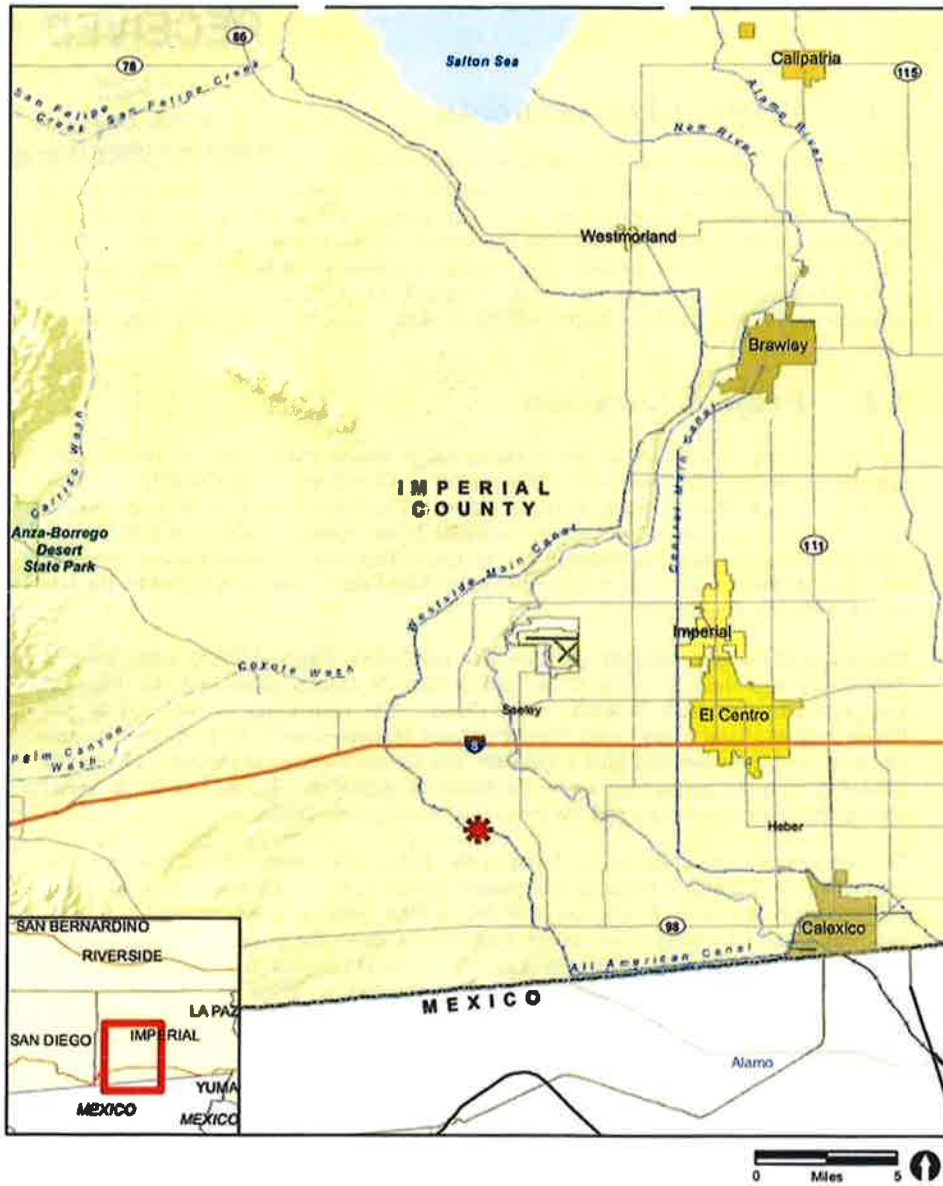 86
Salton Sea
Calipatria
78
115
San Felipe
Creek
San Felipe Creek
Alamo River
New River
Westmorland
Brawley
Carrizo Wash
Central Main Canal
IMPERIAL
COUNTY
Anza-Borrego
Desert
State Park
Westside Main Canal
111
Imperial
Coyote Wash
Seeley
El Centro
Palm Canyon
Wash
8
Heber
98
Calexico
All American Canal
MEXICO
Alamo
SAN BERNARDINO
RIVERSIDE
LA PAZ
SAN DIEGO
IMPERIAL
YUMA
MEXICO
MEXICO
0 Miles 5